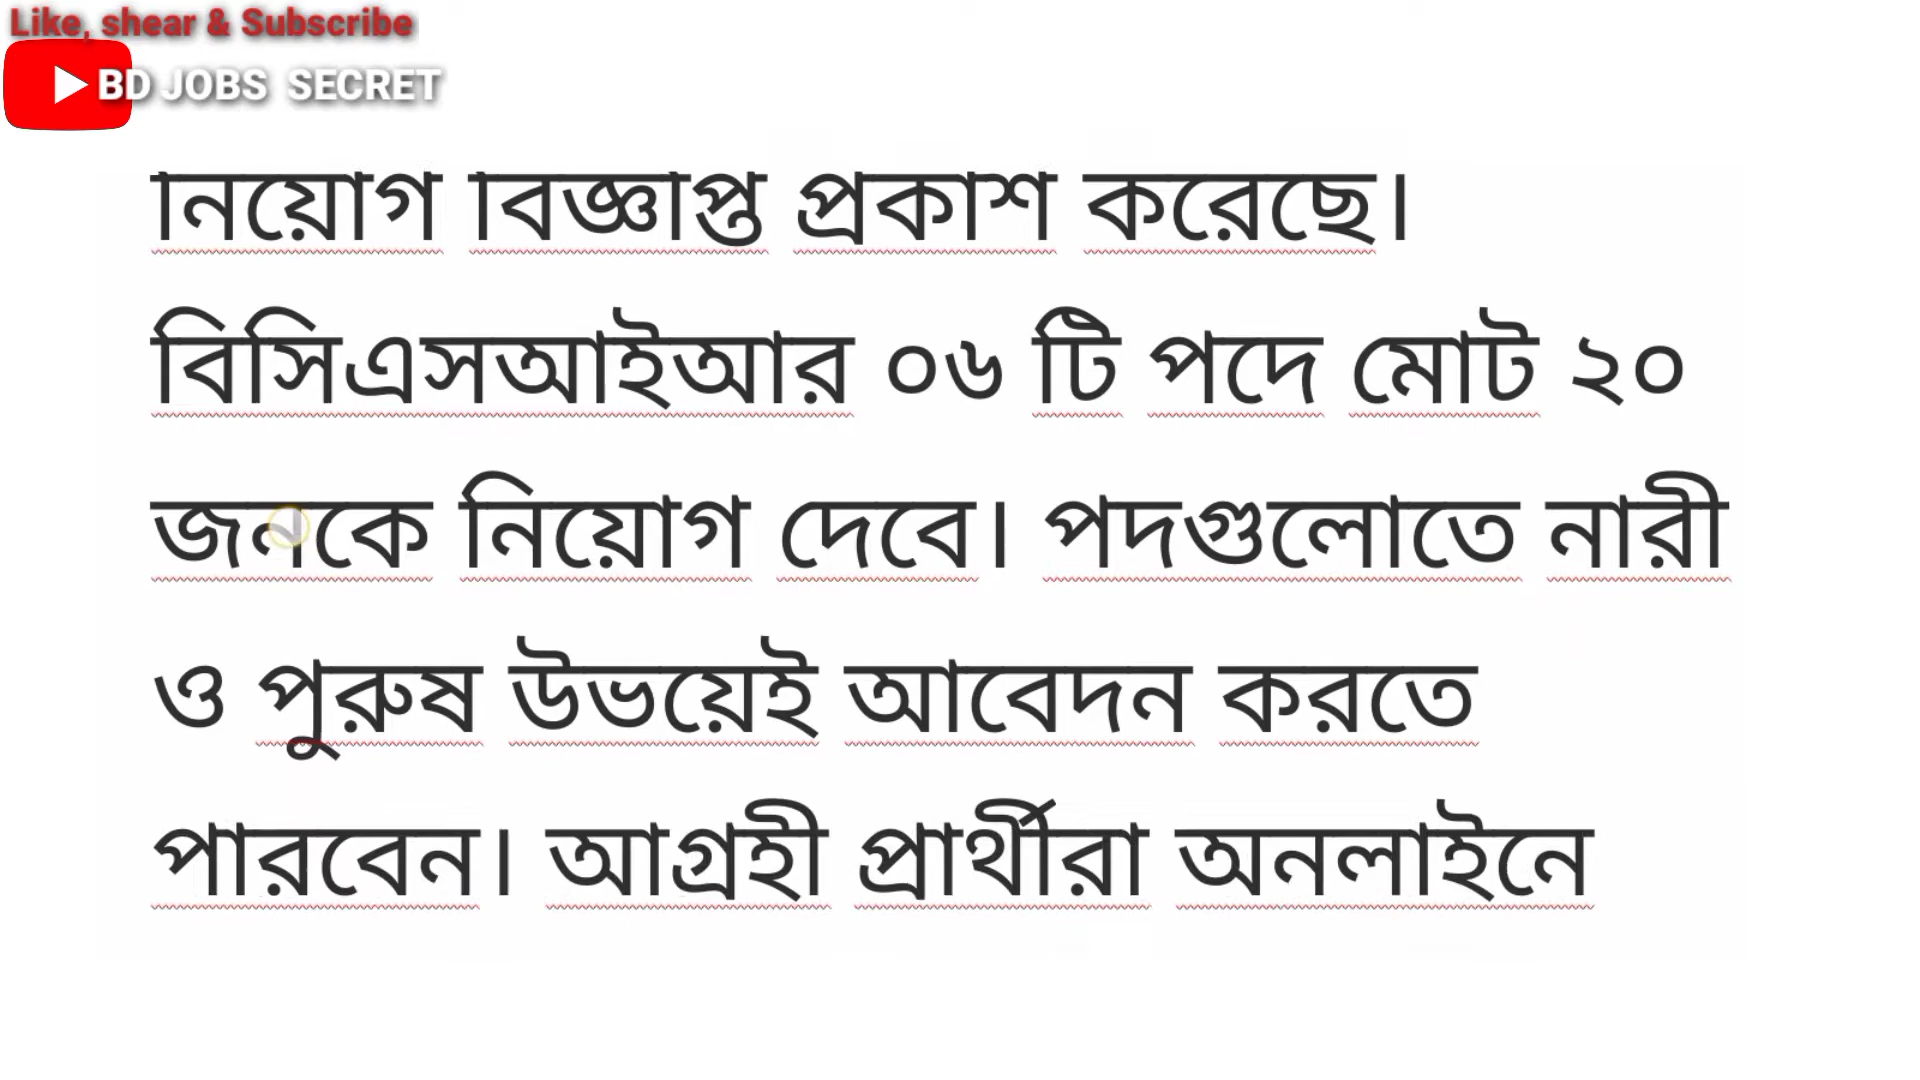 Like, shear & Subscribe
BD JOBS SECRET
নিয়োগ বিজ্ঞপ্তি প্রকাশ করেছে।
বিসিএসআইআর ০৬ টি পদে মোট ২০
জনকে নিয়োগ দেবে। পদগুলোতে নারী
ও পুরুষ উভয়েই আবেদন করতে
পারবেন। আগ্রহী প্রার্থীরা অনলাইনে